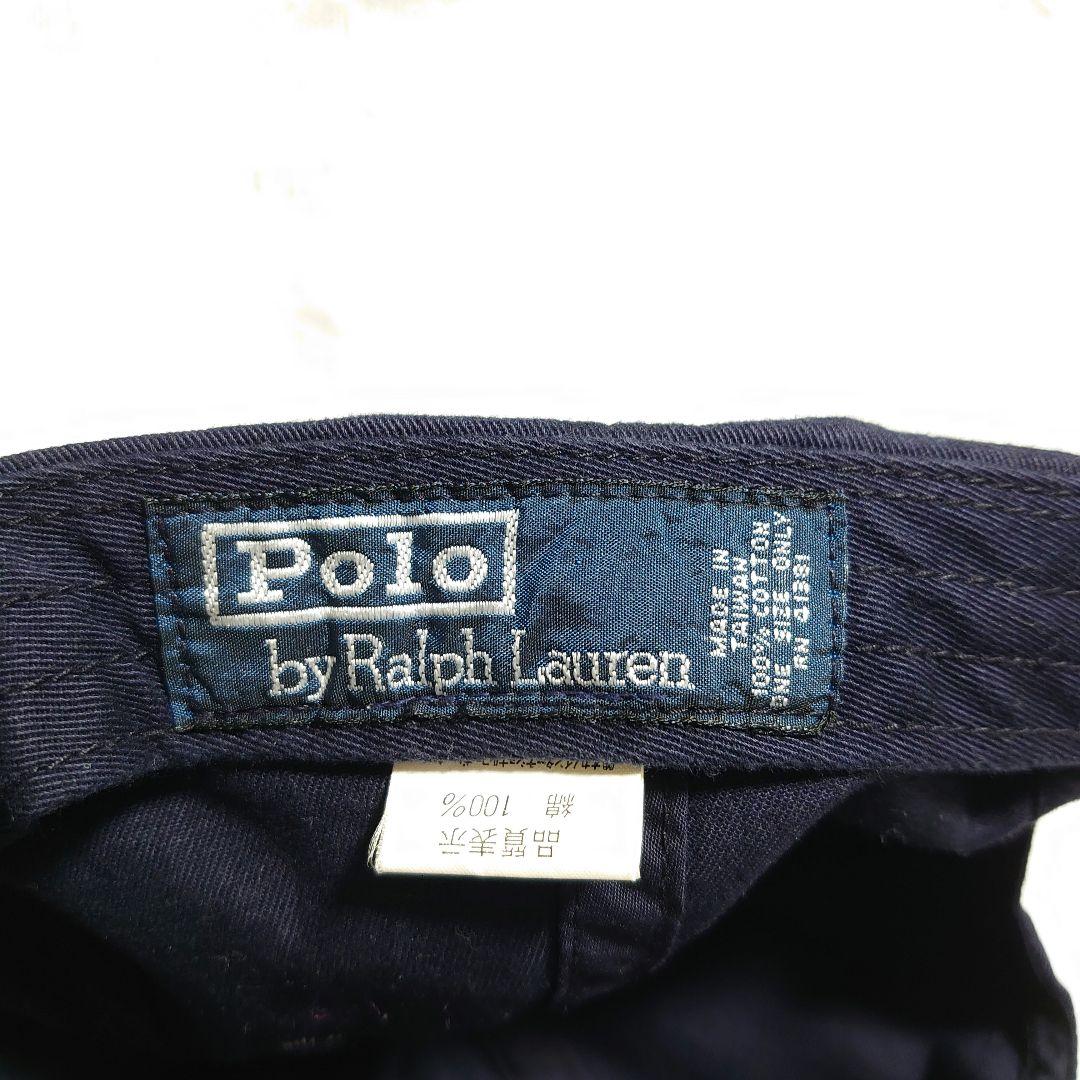 Polo
by Ralph Lauren
MADE IN
TAIWAN
100% COTTON
ONE SIZE ONLY
RN 41381
品質表示
綿 100%